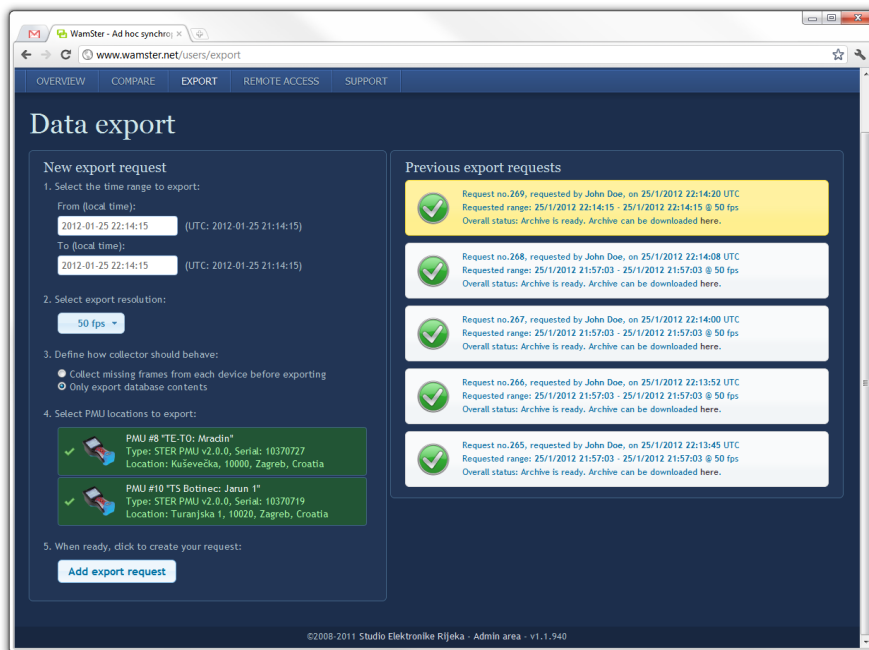 WamSter - Ad hoc synchrop
www.wamster.net/users/export
OVERVIEW COMPARE EXPORT REMOTE ACCESS SUPPORT
Data export
New export request
1. Select the time range to export:
From (local time):
2012-01-25 22:14:15 (UTC: 2012-01-25 21:14:15)
To (local time):
2012-01-25 22:14:15 (UTC: 2012-01-25 21:14:15)
2. Select export resolution:
50 fps
3. Define how collector should behave:
Collect missing frames from each device before exporting
Only export database contents
4. Select PMU locations to export:
PMU #8 "TE-TO: Mraclin"
Type: STER PMU v2.0.0, Serial: 10370727
Location: Kuševečka, 10000, Zagreb, Croatia
PMU #10 "TS Botinec: Jarun 1"
Type: STER PMU v2.0.0, Serial: 10370719
Location: Turanjska 1, 10020, Zagreb, Croatia
5. When ready, click to create your request:
Add export request
Previous export requests
Request no.269, requested by John Doe, on 25/1/2022 22:14:20 UTC
Requested range: 25/1/2012 22:14:15 - 25/1/2012 22:14:15 @ 50 fps
Overall status: Archive is ready. Archive can be downloaded here.
Request no.268, requested by John Doe, on 25/1/2022 22:14:08 UTC
Requested range: 25/1/2012 21:57:03 - 25/1/2012 21:57:03 @ 50 fps
Overall status: Archive is ready. Archive can be downloaded here.
Request no.267, requested by John Doe, on 25/1/2022 22:14:00 UTC
Requested range: 25/1/2012 21:57:03 - 25/1/2012 21:57:03 @ 50 fps
Overall status: Archive is ready. Archive can be downloaded here.
Request no.266, requested by John Doe, on 25/1/2022 22:13:52 UTC
Requested range: 25/1/2012 21:57:03 - 25/1/2012 21:57:03 @ 50 fps
Overall status: Archive is ready. Archive can be downloaded here.
Request no.265, requested by John Doe, on 25/1/2022 22:13:45 UTC
Requested range: 25/1/2012 21:57:03 - 25/1/2012 21:57:03 @ 50 fps
Overall status: Archive is ready. Archive can be downloaded here.
©2008-2011 Studio Elektronike Rijeka - Admin area - v1.1.940